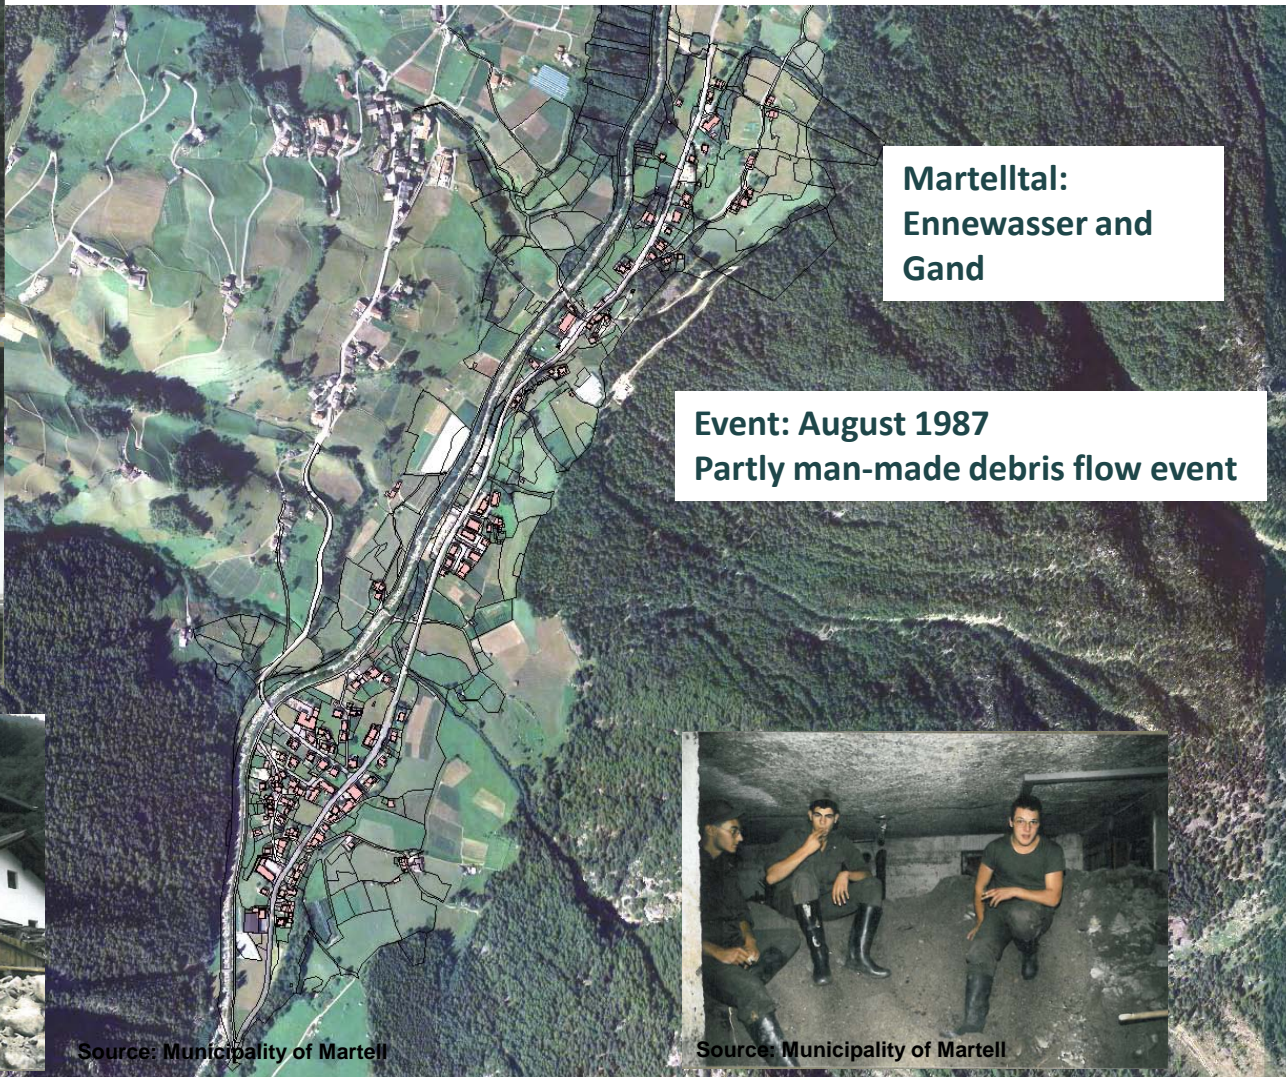 Martelltal:
Ennewasser and
Gand
Event: August 1987
Partly man-made debris flow event
Source: Municipality of Martell
Source: Municipality of Martell